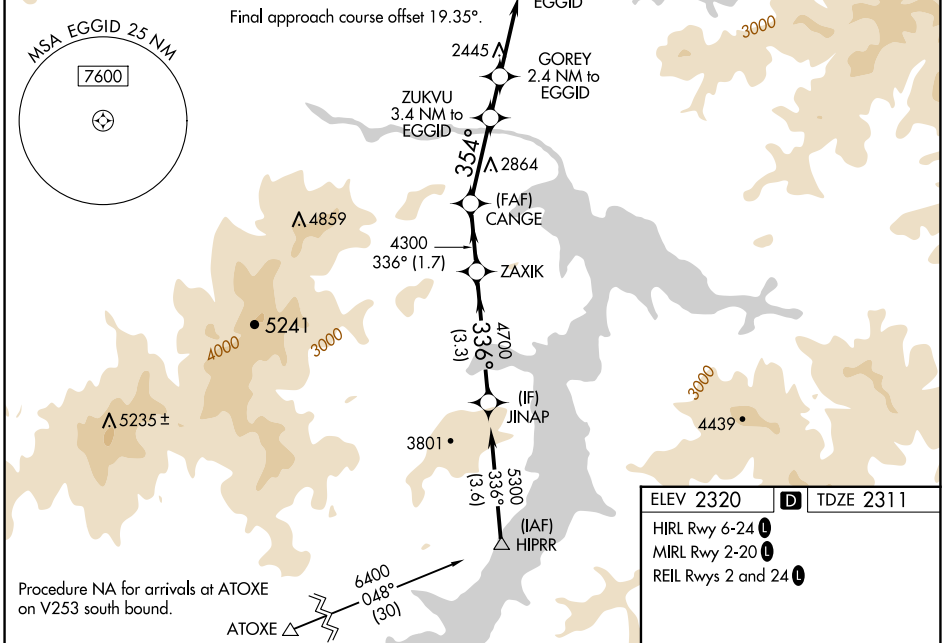 Final approach course offset 19.35°.
EGGID
MSA EGGID 25 NM
7600
3000
2445
GOREY
2.4 NM to
EGGID
ZUKVU
3.4 NM to
EGGID
354°
2864
(FAF)
CANGE
4859
4300
336° (1.7)
ZAXIK
5241
4000
3000
336°
4700
(3.3)
(IF)
JINAP
3000
4439
5235 ±
3801
5300
336°
(3.6)
(IAF)
HIPRR
ELEV 2320 D TDZE 2311
HIRL Rwy 6-24 L
MIRL Rwy 2-20 L
REIL Rwys 2 and 24 L
Procedure NA for arrivals at ATOXE
on V253 south bound.
6400
048°
(30)
ATOXE